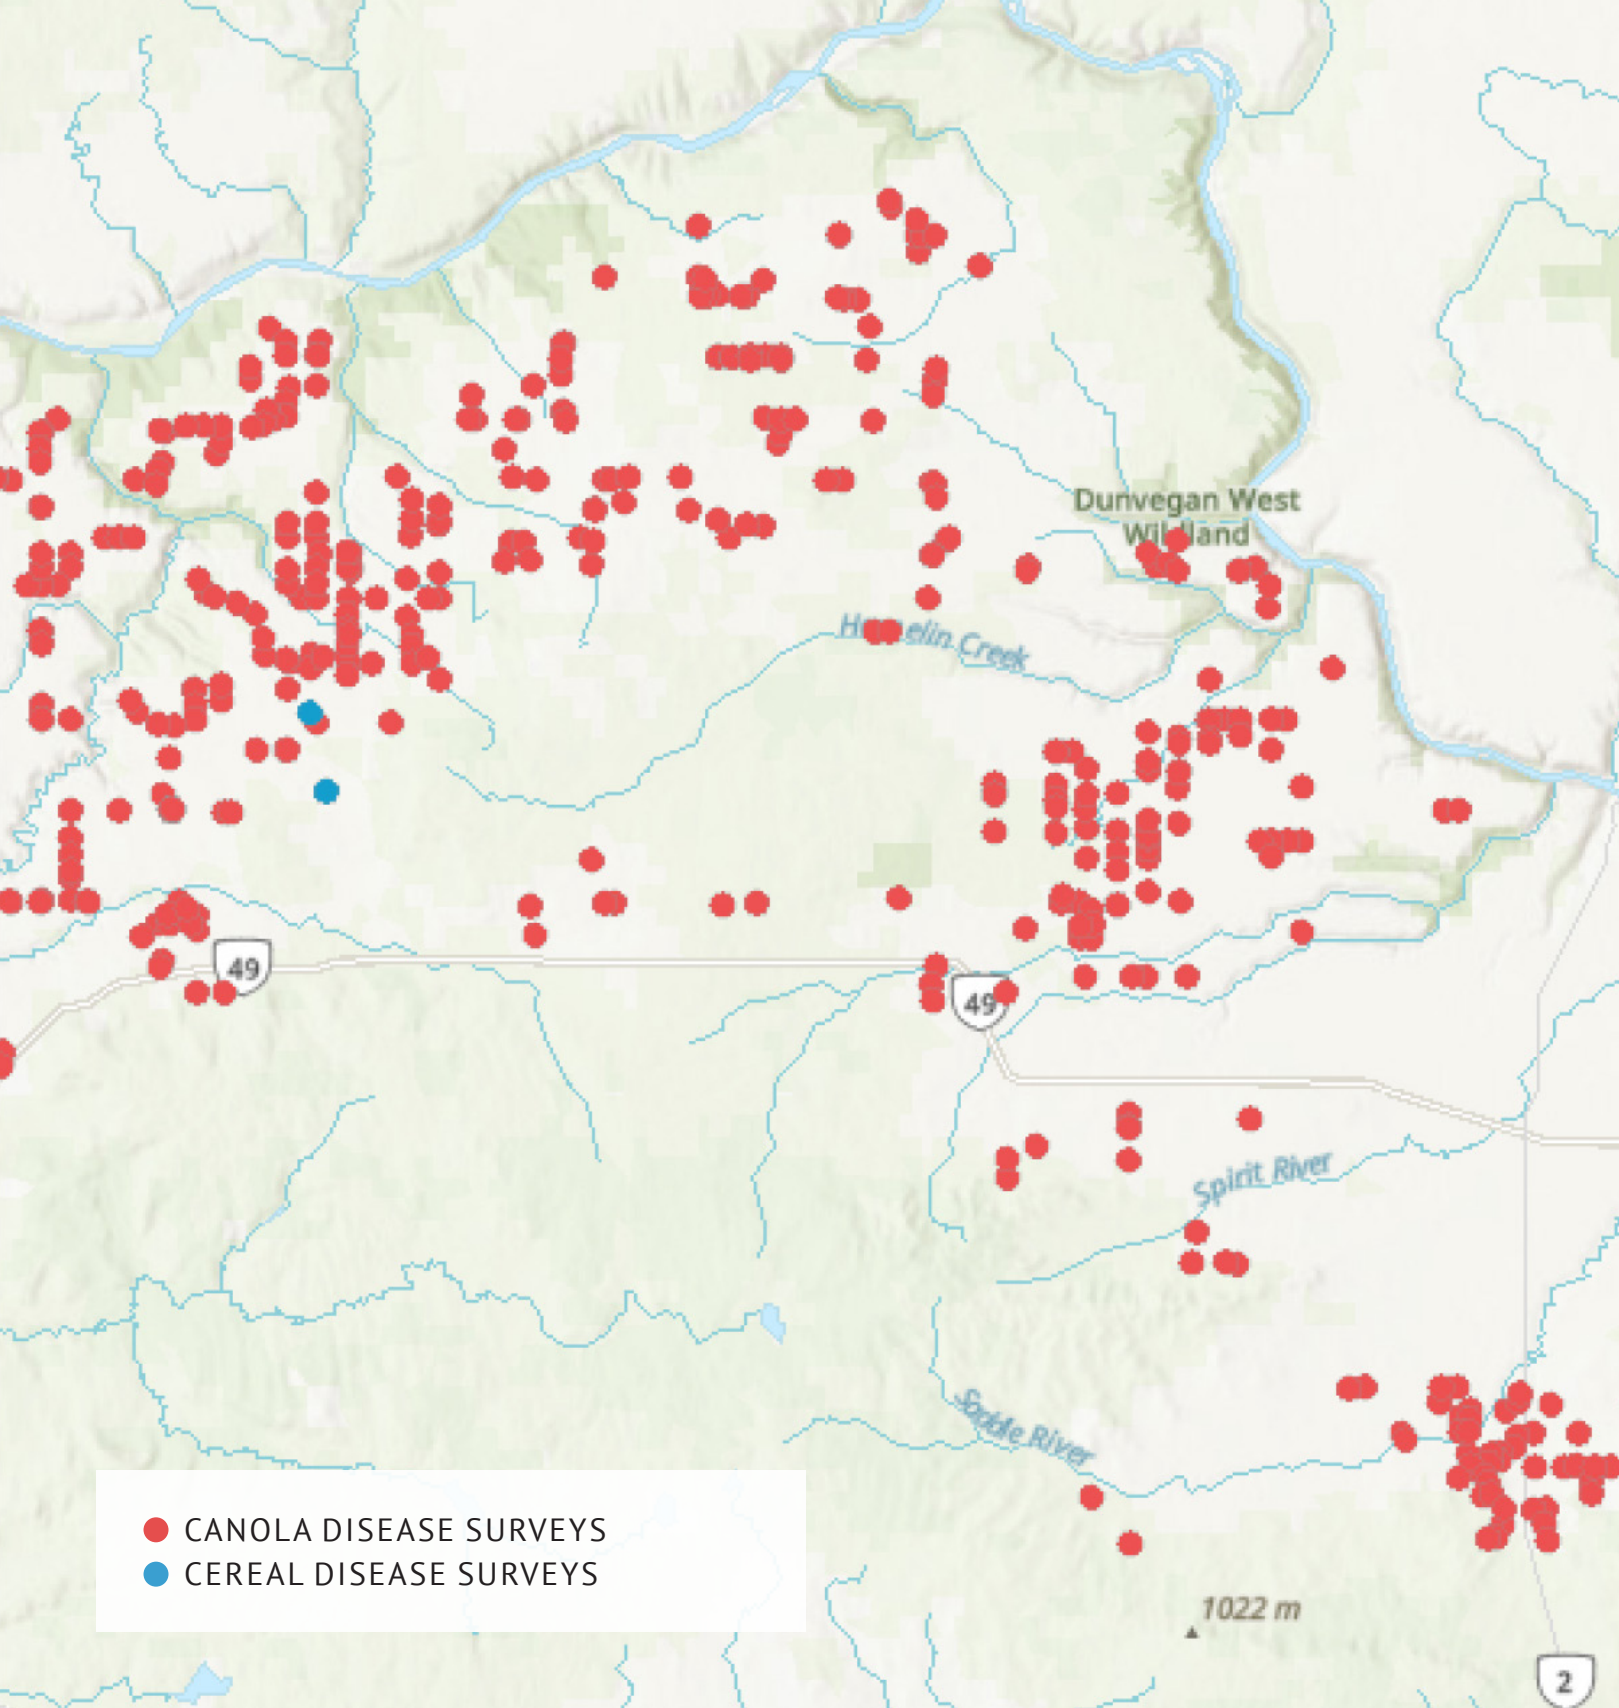 Dunvegan West
Wildland
Creek
49
49
Spirit River
Saddle River
CANOLA DISEASE SURVEYS
CEREAL DISEASE SURVEYS
1022 m
2